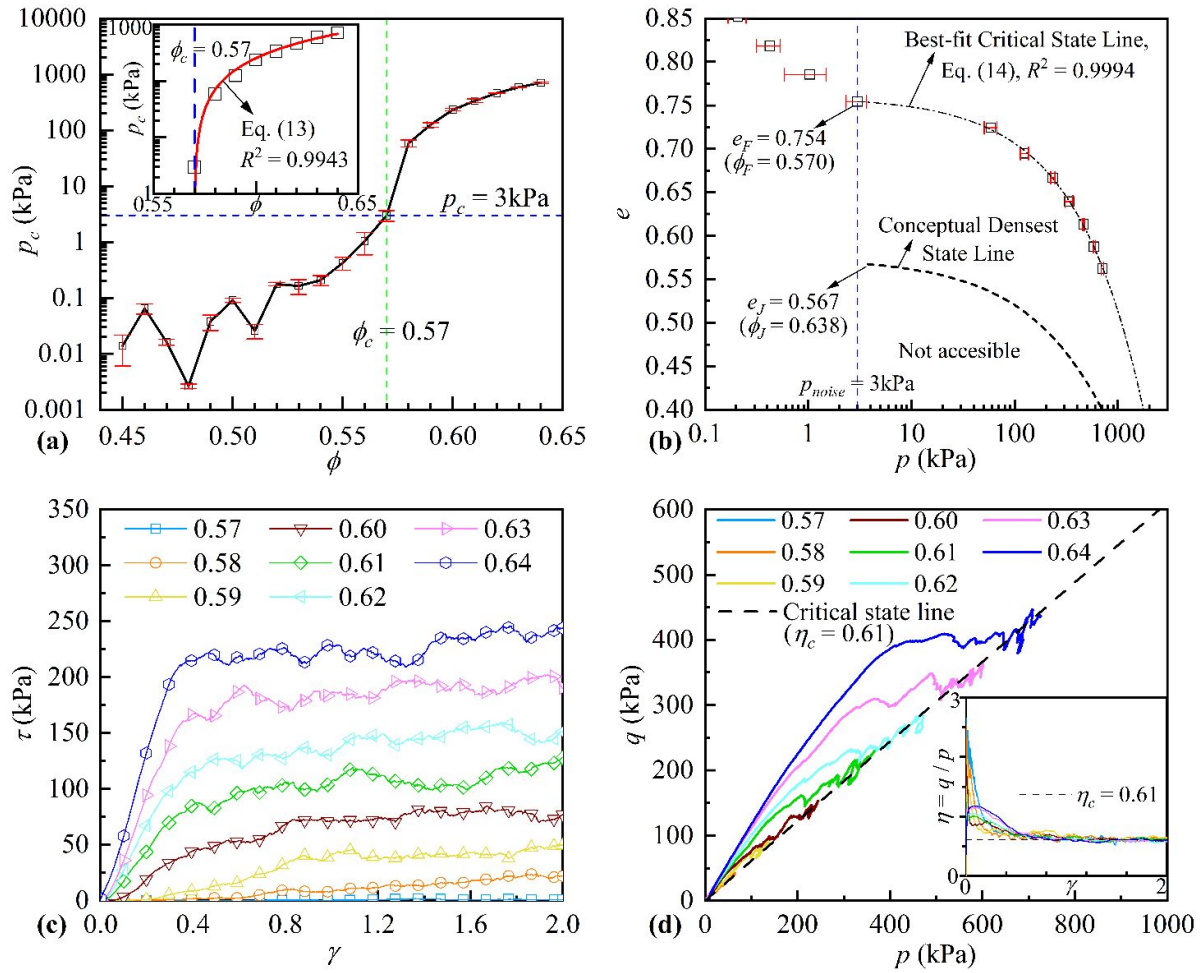 1000
100
10
1
0.1
0.01
0.001
p_c (kPa)
1000
1
p_c (kPa)
ϕ_c = 0.57
Eq. (13)
R² = 0.9943
0.55
ϕ
0.65
p_c = 3kPa
ϕ_c = 0.57
0.45
0.50
0.55
0.60
0.65
ϕ
(a)
0.85
0.80
0.75
0.70
0.65
0.60
0.55
0.50
0.45
0.40
e
Best-fit Critical State Line,
Eq. (14), R² = 0.9994
e_F = 0.754
(ϕ_F = 0.570)
Conceptual Densest
State Line
e_J = 0.567
(ϕ_J = 0.638)
Not accesible
p_noise = 3kPa
0.1
1
10
100
1000
p (kPa)
(b)
350
300
250
200
150
100
50
0
τ (kPa)
0.57
0.58
0.59
0.60
0.61
0.62
0.63
0.64
0.0
0.4
0.8
1.2
1.6
2.0
γ
(c)
600
500
400
300
200
100
0
q (kPa)
0.57
0.58
0.59
0.60
0.61
0.62
0.63
0.64
Critical state line
(η_c = 0.61)
3
η = q / p
η_c = 0.61
0
0
γ
2
0
200
400
600
800
1000
p (kPa)
(d)